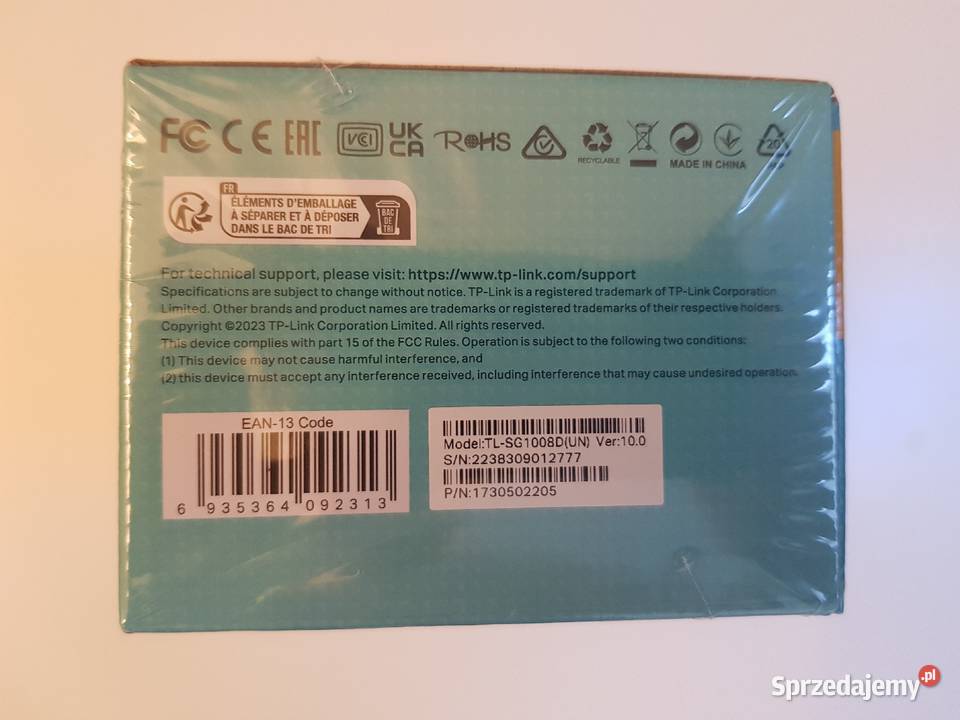 FC CE EAC VCCI UK CA RoHS
RECYCLABLE
MADE IN CHINA
20
PAP
FR
ÉLÉMENTS D'EMBALLAGE
À SÉPARER ET À DÉPOSER
DANS LE BAC DE TRI
BAC
DE
TRI
For technical support, please visit: https://www.tp-link.com/support
Specifications are subject to change without notice. TP-Link is a registered trademark of TP-Link Corporation
Limited. Other brands and product names are trademarks or registered trademarks of their respective holders.
Copyright ©2023 TP-Link Corporation Limited. All rights reserved.
This device complies with part 15 of the FCC Rules. Operation is subject to the following two conditions:
(1) This device may not cause harmful interference, and
(2) this device must accept any interference received, including interference that may cause undesired operation.
EAN-13 Code
6 935364 092313
Model:TL-SG1008D(UN) Ver:10.0
S/N:2238309012777
P/N:1730502205
Sprzedajemy.pl